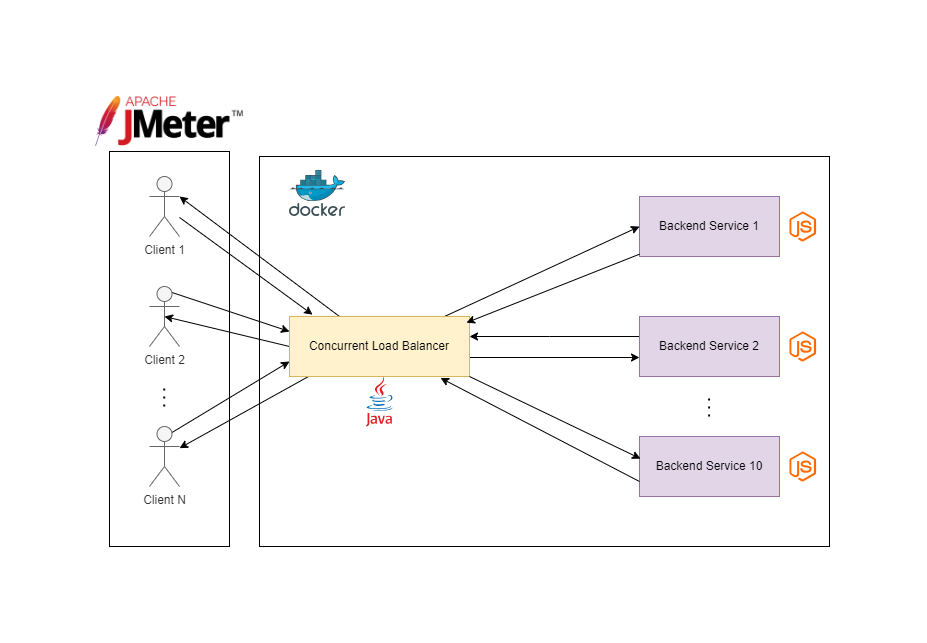 APACHE
JMeter™
docker
Client 1
Backend Service 1
JS
Client 2
Concurrent Load Balancer
Backend Service 2
JS
Java
Client N
Backend Service 10
JS